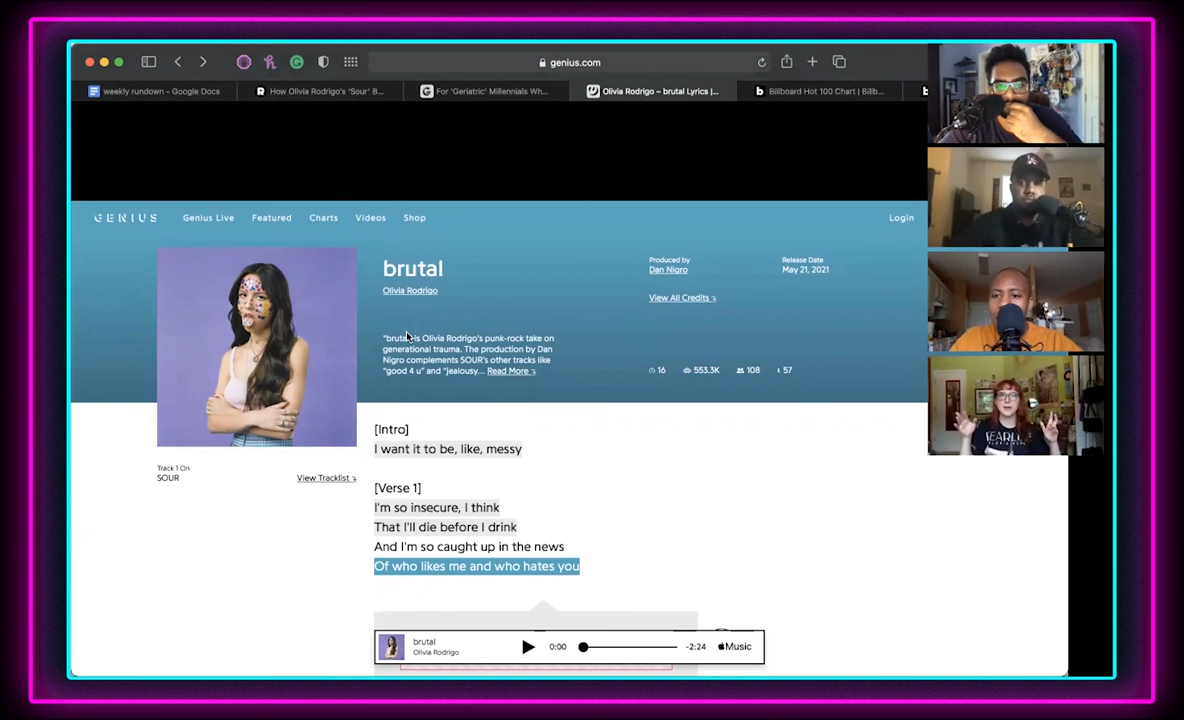 genius.com
weekly rundown - Google Docs
How Olivia Rodrigo's 'Sour' B...
For 'Geriatric' Millennials Wh...
Olivia Rodrigo – brutal Lyrics |...
Billboard Hot 100 Chart | Billb...
GENIUS
Genius Live
Featured
Charts
Videos
Shop
Login
brutal
Olivia Rodrigo
Produced by
Dan Nigro
Release Date
May 21, 2021
View All Credits
"brutal" is Olivia Rodrigo's punk-rock take on
generational trauma. The production by Dan
Nigro complements SOUR's other tracks like
"good 4 u" and "jealousy... Read More
16
553.3K
108
57
Track 1 On
SOUR
View Tracklist
[Intro]
I want it to be, like, messy
[Verse 1]
I'm so insecure, I think
That I'll die before I drink
And I'm so caught up in the news
Of who likes me and who hates you
brutal
Olivia Rodrigo
0:00
-2:24
Music